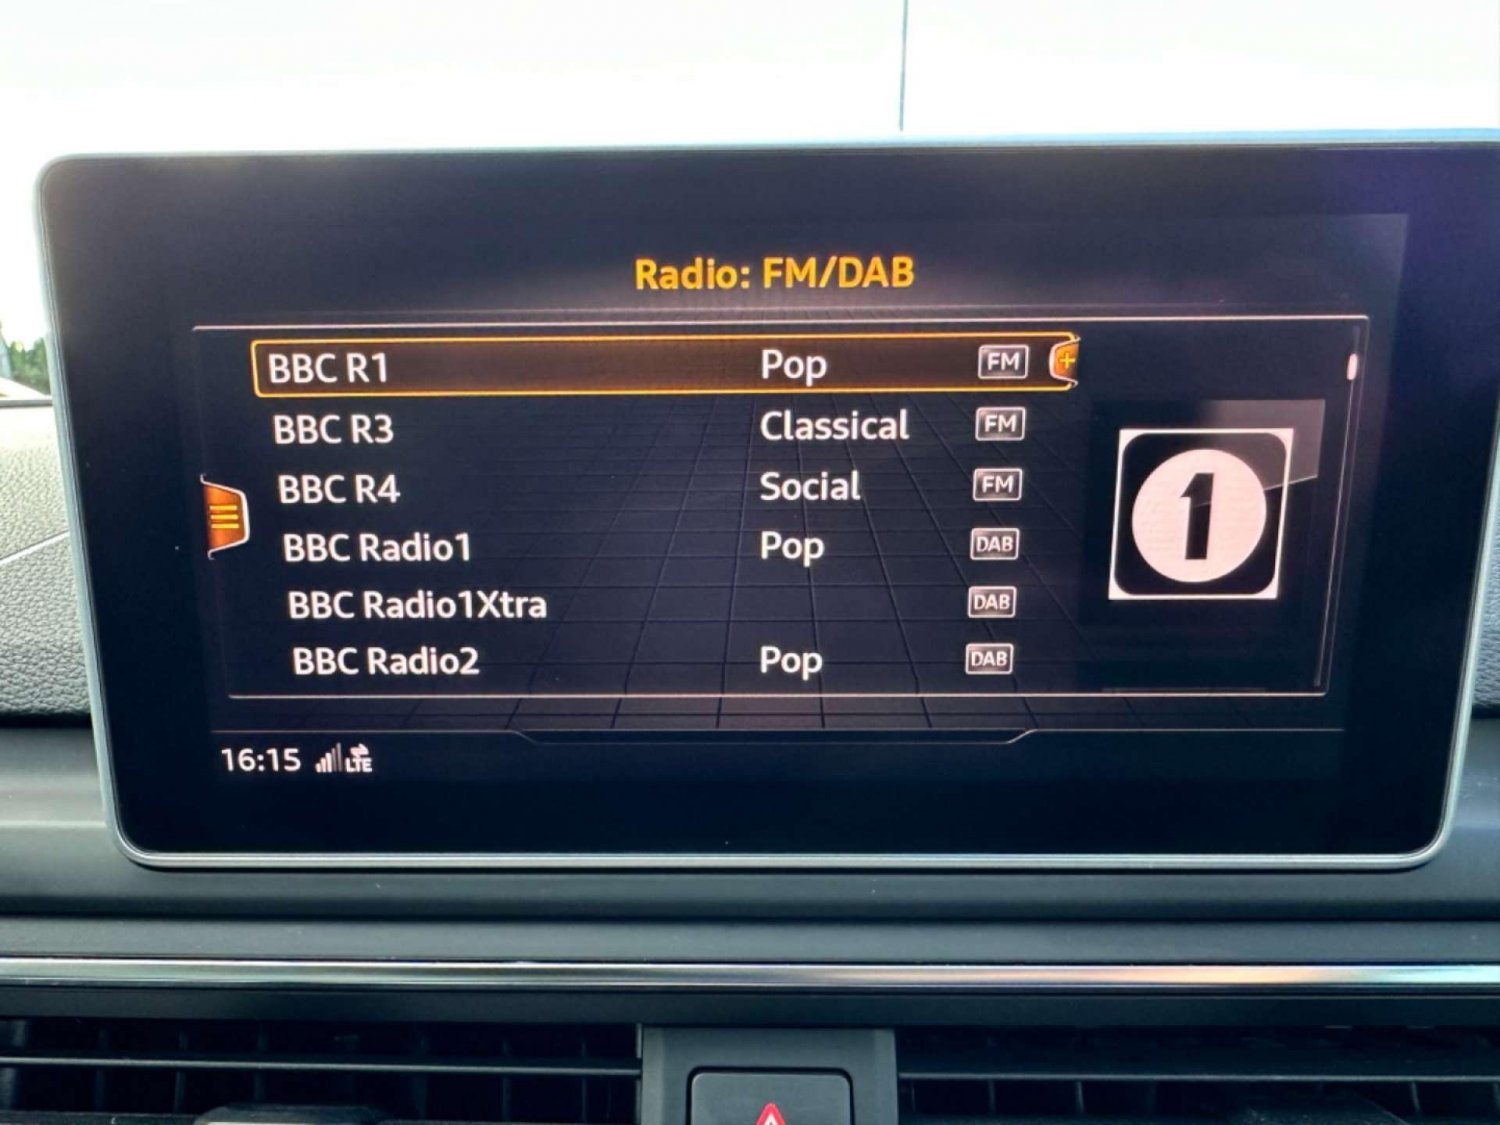 Radio: FM/DAB
BBC R1 Pop FM +
BBC R3 Classical FM
BBC R4 Social FM
BBC Radio1 Pop DAB
BBC Radio1Xtra DAB
BBC Radio2 Pop DAB
1
16:15 LTE